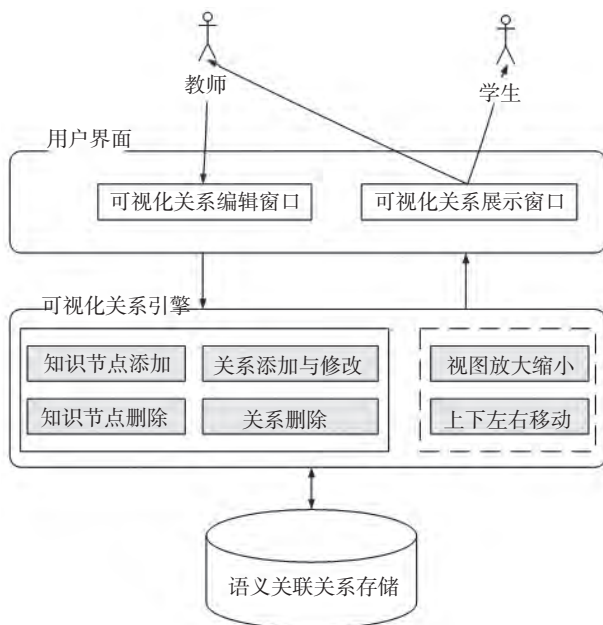 教师
学生
用户界面
可视化关系编辑窗口
可视化关系展示窗口
可视化关系引擎
知识节点添加
关系添加与修改
视图放大缩小
知识节点删除
关系删除
上下左右移动
语义关联关系存储